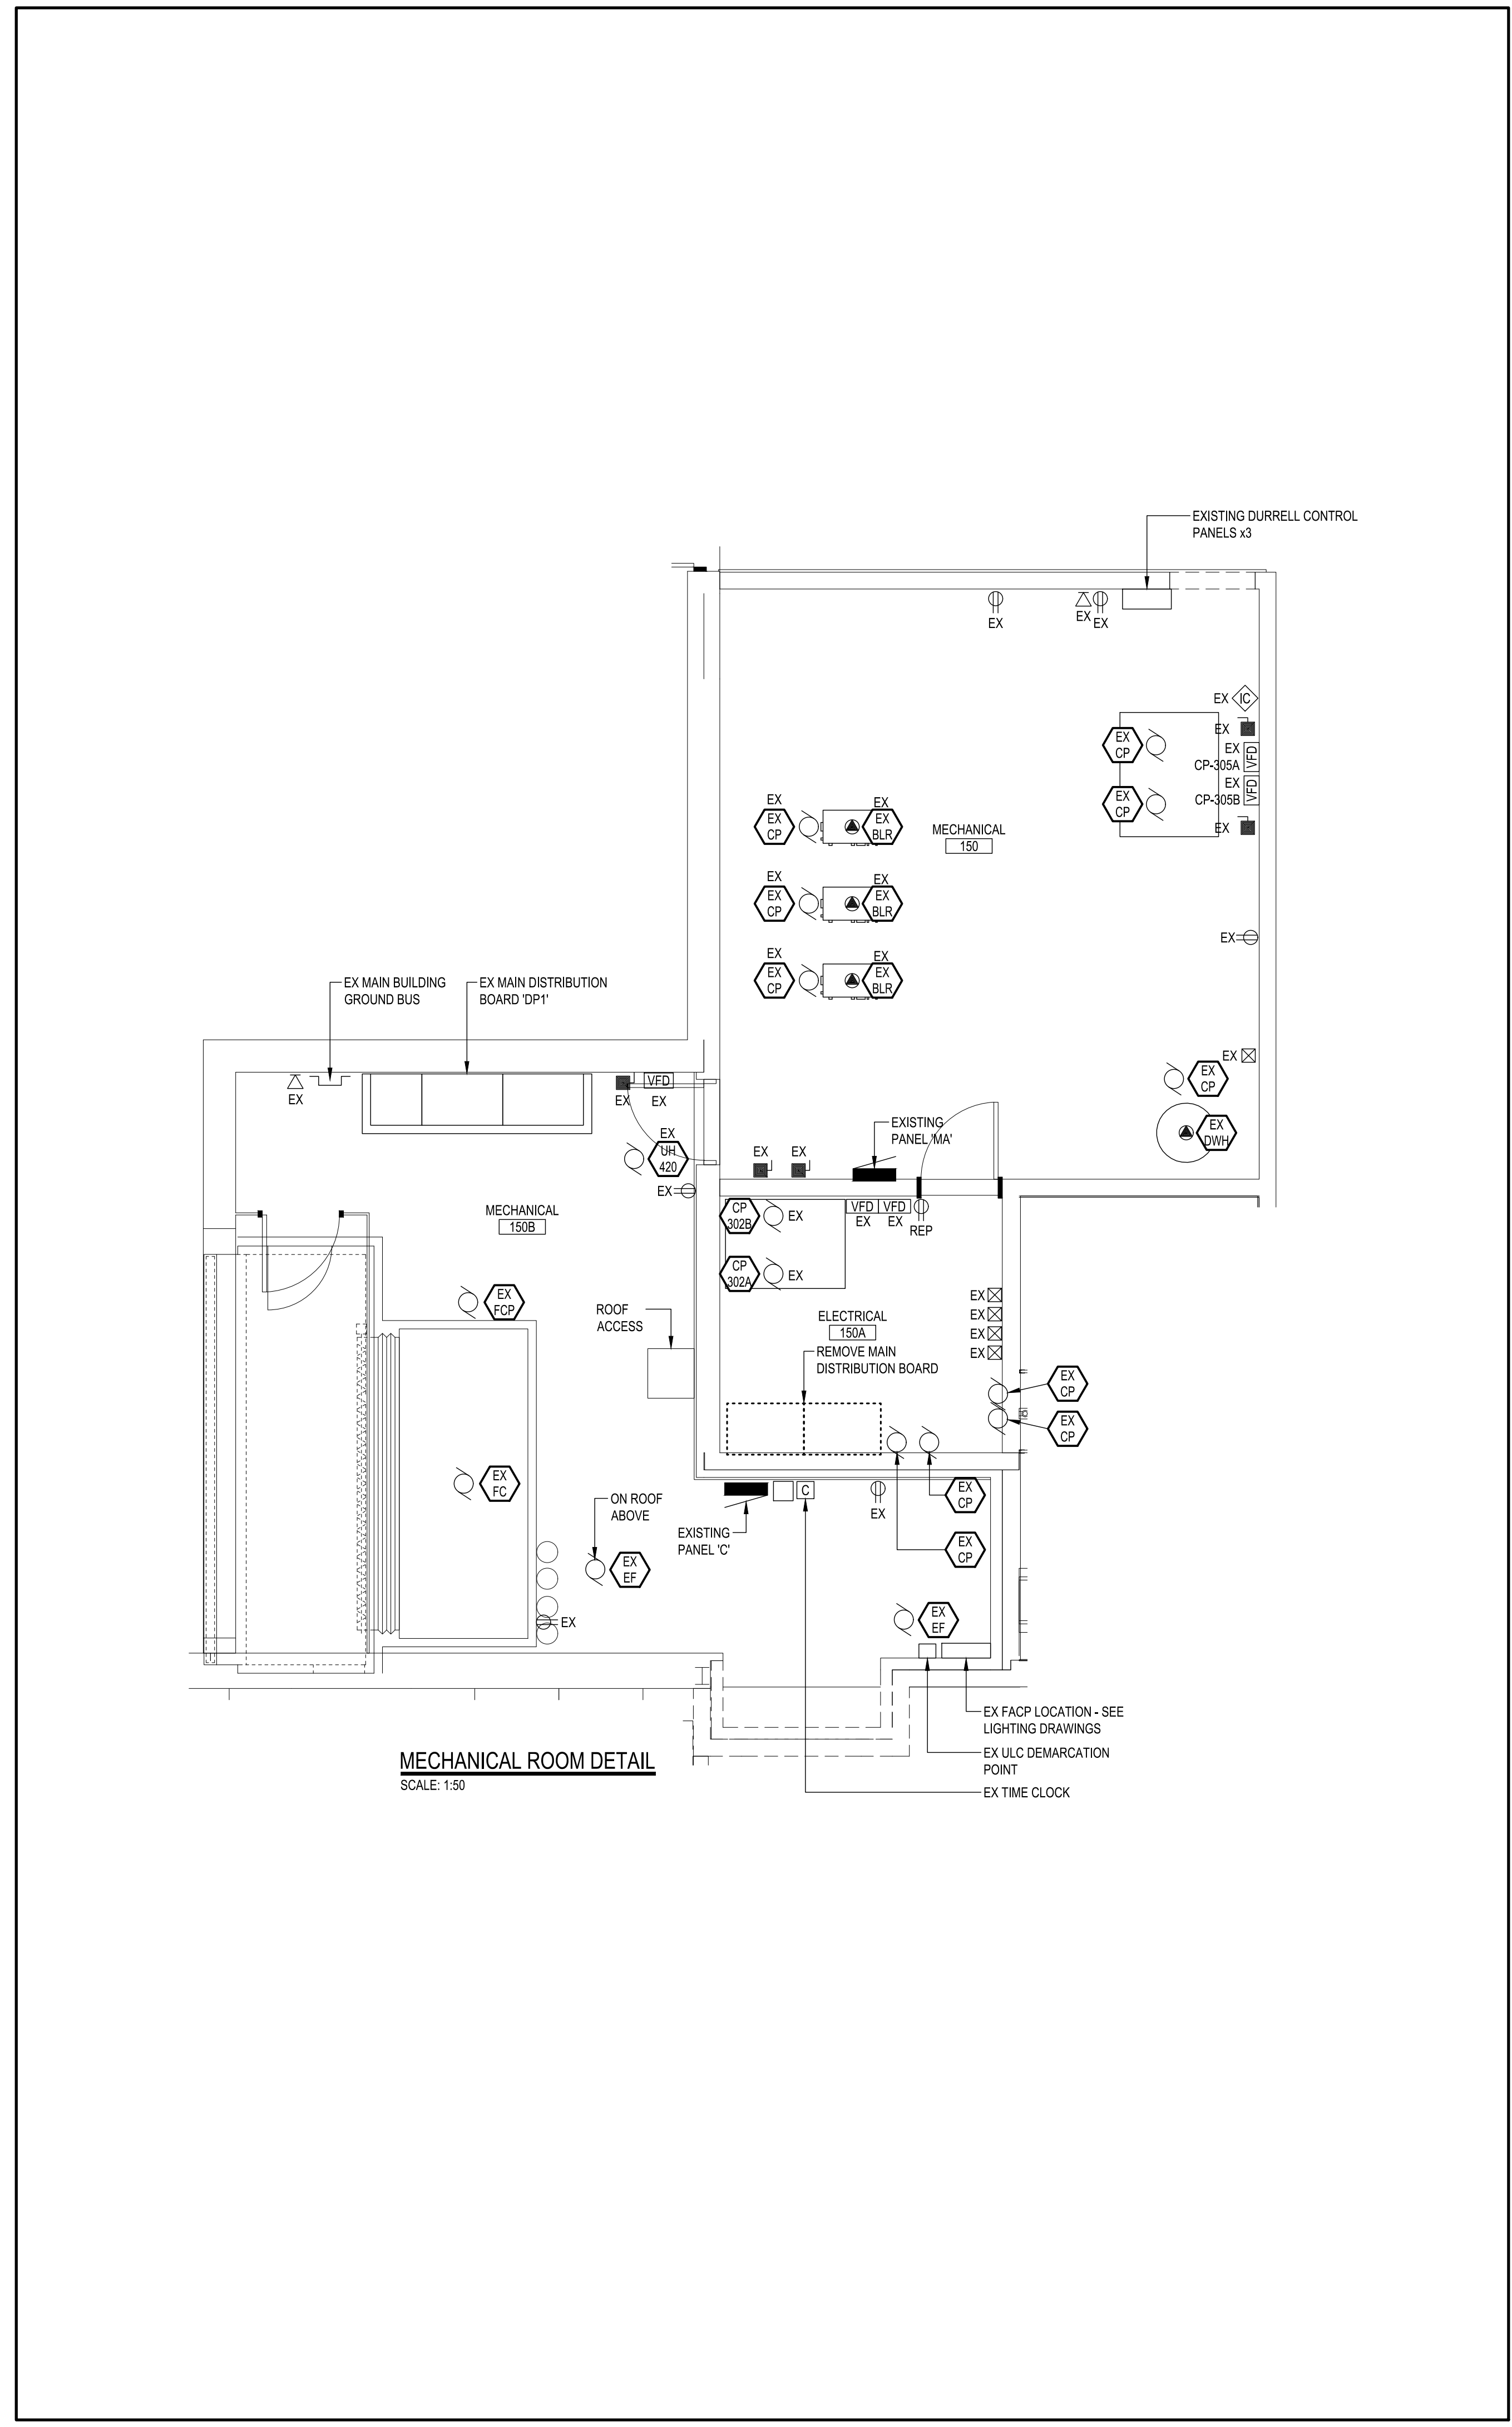 EXISTING DURRELL CONTROL
PANELS x3
EX
EX
EX
EX
IC
EX
EX
CP
EX
VFD
CP-305A
EX
VFD
CP-305B
EX
CP
EX
EX
EX
CP
EX
EX
BLR
MECHANICAL
150
EX
EX
CP
EX
EX
BLR
EX
EX
EX
CP
EX
EX
BLR
EX MAIN BUILDING
GROUND BUS
EX MAIN DISTRIBUTION
BOARD 'DP1'
EX
EX
CP
EX
EX
VFD
EX
EXISTING
PANEL 'MA'
EX
DWH
EX
UH
420
EX
EX
EX
MECHANICAL
150B
CP
302B
EX
VFD
VFD
EX
EX
REP
CP
302A
EX
EX
FCP
ROOF
ACCESS
ELECTRICAL
150A
EX
EX
EX
EX
REMOVE MAIN
DISTRIBUTION BOARD
EX
CP
EX
CP
EX
FC
ON ROOF
ABOVE
C
EX
EX
CP
EXISTING
PANEL 'C'
EX
CP
EX
EF
EX
EX
EF
EX FACP LOCATION - SEE
LIGHTING DRAWINGS
EX ULC DEMARCATION
POINT
EX TIME CLOCK
MECHANICAL ROOM DETAIL
SCALE: 1:50